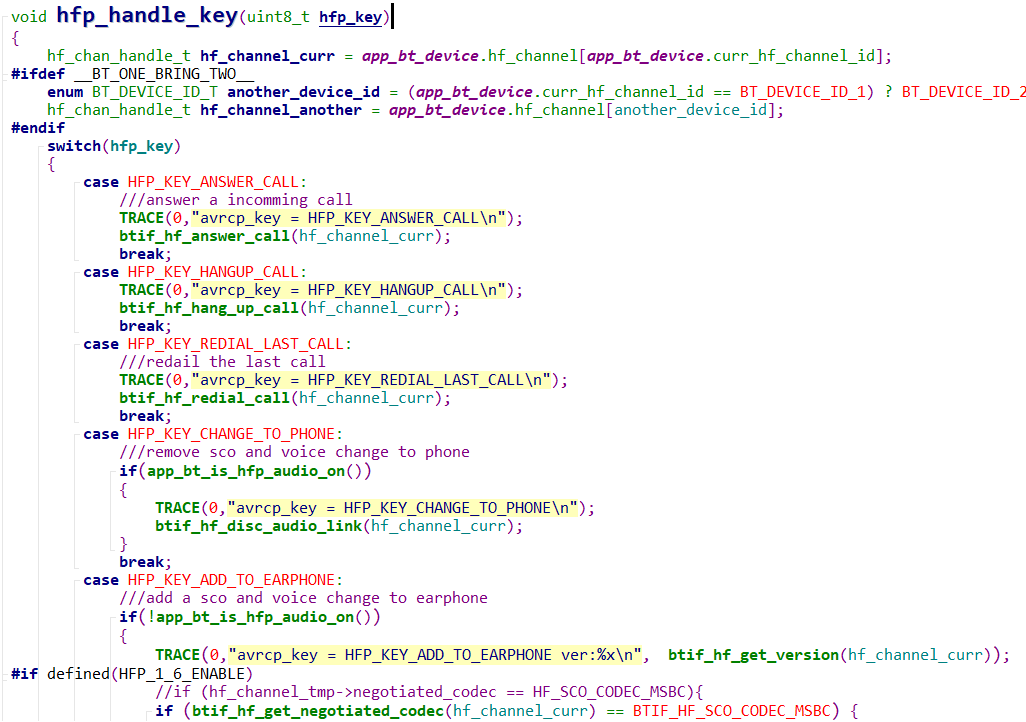 void hfp_handle_key(uint8_t hfp_key)
{
    hf_chan_handle_t hf_channel_curr = app_bt_device.hf_channel[app_bt_device.curr_hf_channel_id];
#ifdef __BT_ONE_BRING_TWO__
    enum BT_DEVICE_ID_T another_device_id = (app_bt_device.curr_hf_channel_id == BT_DEVICE_ID_1) ? BT_DEVICE_ID_2
    hf_chan_handle_t hf_channel_another = app_bt_device.hf_channel[another_device_id];
#endif
    switch(hfp_key)
    {
        case HFP_KEY_ANSWER_CALL:
            ///answer a incomming call
            TRACE(0,"avrcp_key = HFP_KEY_ANSWER_CALL\n");
            btif_hf_answer_call(hf_channel_curr);
            break;
        case HFP_KEY_HANGUP_CALL:
            TRACE(0,"avrcp_key = HFP_KEY_HANGUP_CALL\n");
            btif_hf_hang_up_call(hf_channel_curr);
            break;
        case HFP_KEY_REDIAL_LAST_CALL:
            ///redail the last call
            TRACE(0,"avrcp_key = HFP_KEY_REDIAL_LAST_CALL\n");
            btif_hf_redial_call(hf_channel_curr);
            break;
        case HFP_KEY_CHANGE_TO_PHONE:
            ///remove sco and voice change to phone
            if(app_bt_is_hfp_audio_on())
            {
                TRACE(0,"avrcp_key = HFP_KEY_CHANGE_TO_PHONE\n");
                btif_hf_disc_audio_link(hf_channel_curr);
            }
            break;
        case HFP_KEY_ADD_TO_EARPHONE:
            ///add a sco and voice change to earphone
            if(!app_bt_is_hfp_audio_on())
            {
                TRACE(0,"avrcp_key = HFP_KEY_ADD_TO_EARPHONE ver:%x\n",  btif_hf_get_version(hf_channel_curr));
#if defined(HFP_1_6_ENABLE)
                //if (hf_channel_tmp->negotiated_codec == HF_SCO_CODEC_MSBC){
                if (btif_hf_get_negotiated_codec(hf_channel_curr) == BTIF_HF_SCO_CODEC_MSBC) {